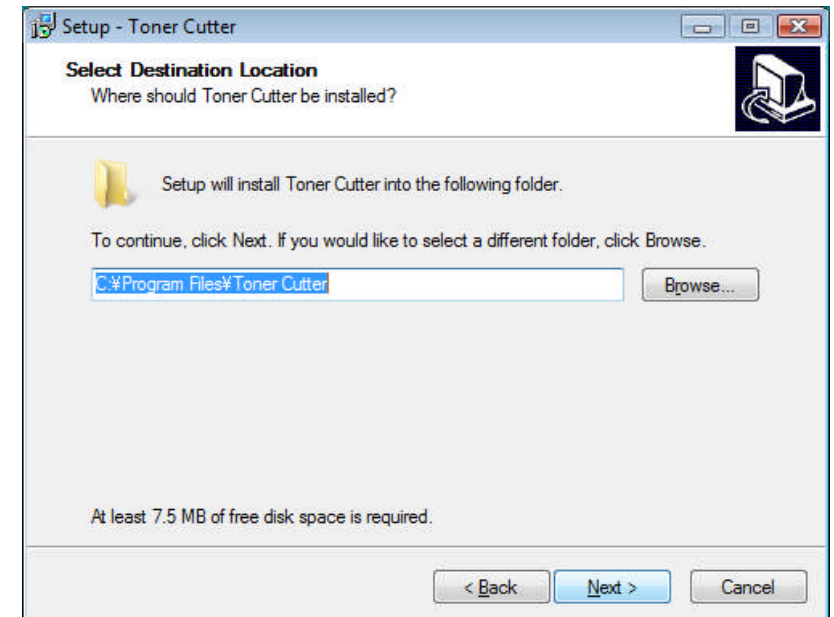 Setup - Toner Cutter
Select Destination Location
Where should Toner Cutter be installed?
Setup will install Toner Cutter into the following folder.
To continue, click Next. If you would like to select a different folder, click Browse.
C:¥Program Files¥Toner Cutter
Browse...
At least 7.5 MB of free disk space is required.
< Back
Next >
Cancel